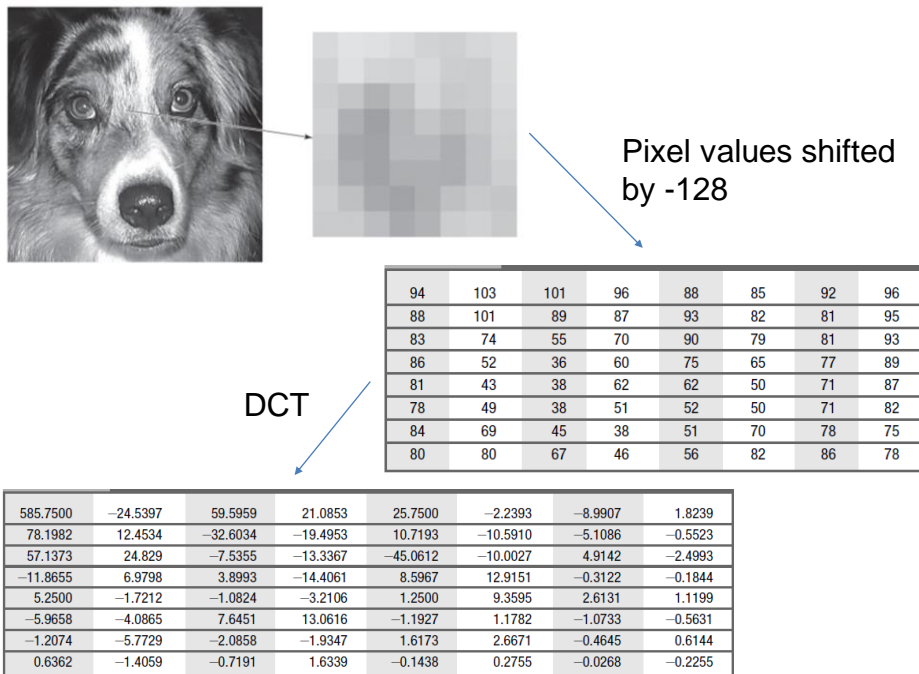 Pixel values shifted
by -128
94 103 101 96 88 85 92 96
88 101 89 87 93 82 81 95
83 74 55 70 90 79 81 93
86 52 36 60 75 65 77 89
81 43 38 62 62 50 71 87
78 49 38 51 52 50 71 82
84 69 45 38 51 70 78 75
80 80 67 46 56 82 86 78
DCT
585.7500 −24.5397 59.5959 21.0853 25.7500 −2.2393 −8.9907 1.8239
78.1982 12.4534 −32.6034 −19.4953 10.7193 −10.5910 −5.1086 −0.5523
57.1373 24.829 −7.5355 −13.3367 −45.0612 −10.0027 4.9142 −2.4993
−11.8655 6.9798 3.8993 −14.4061 8.5967 12.9151 −0.3122 −0.1844
5.2500 −1.7212 −1.0824 −3.2106 1.2500 9.3595 2.6131 1.1199
−5.9658 −4.0865 7.6451 13.0616 −1.1927 1.1782 −1.0733 −0.5631
−1.2074 −5.7729 −2.0858 −1.9347 1.6173 2.6671 −0.4645 0.6144
0.6362 −1.4059 −0.7191 1.6339 −0.1438 0.2755 −0.0268 −0.2255